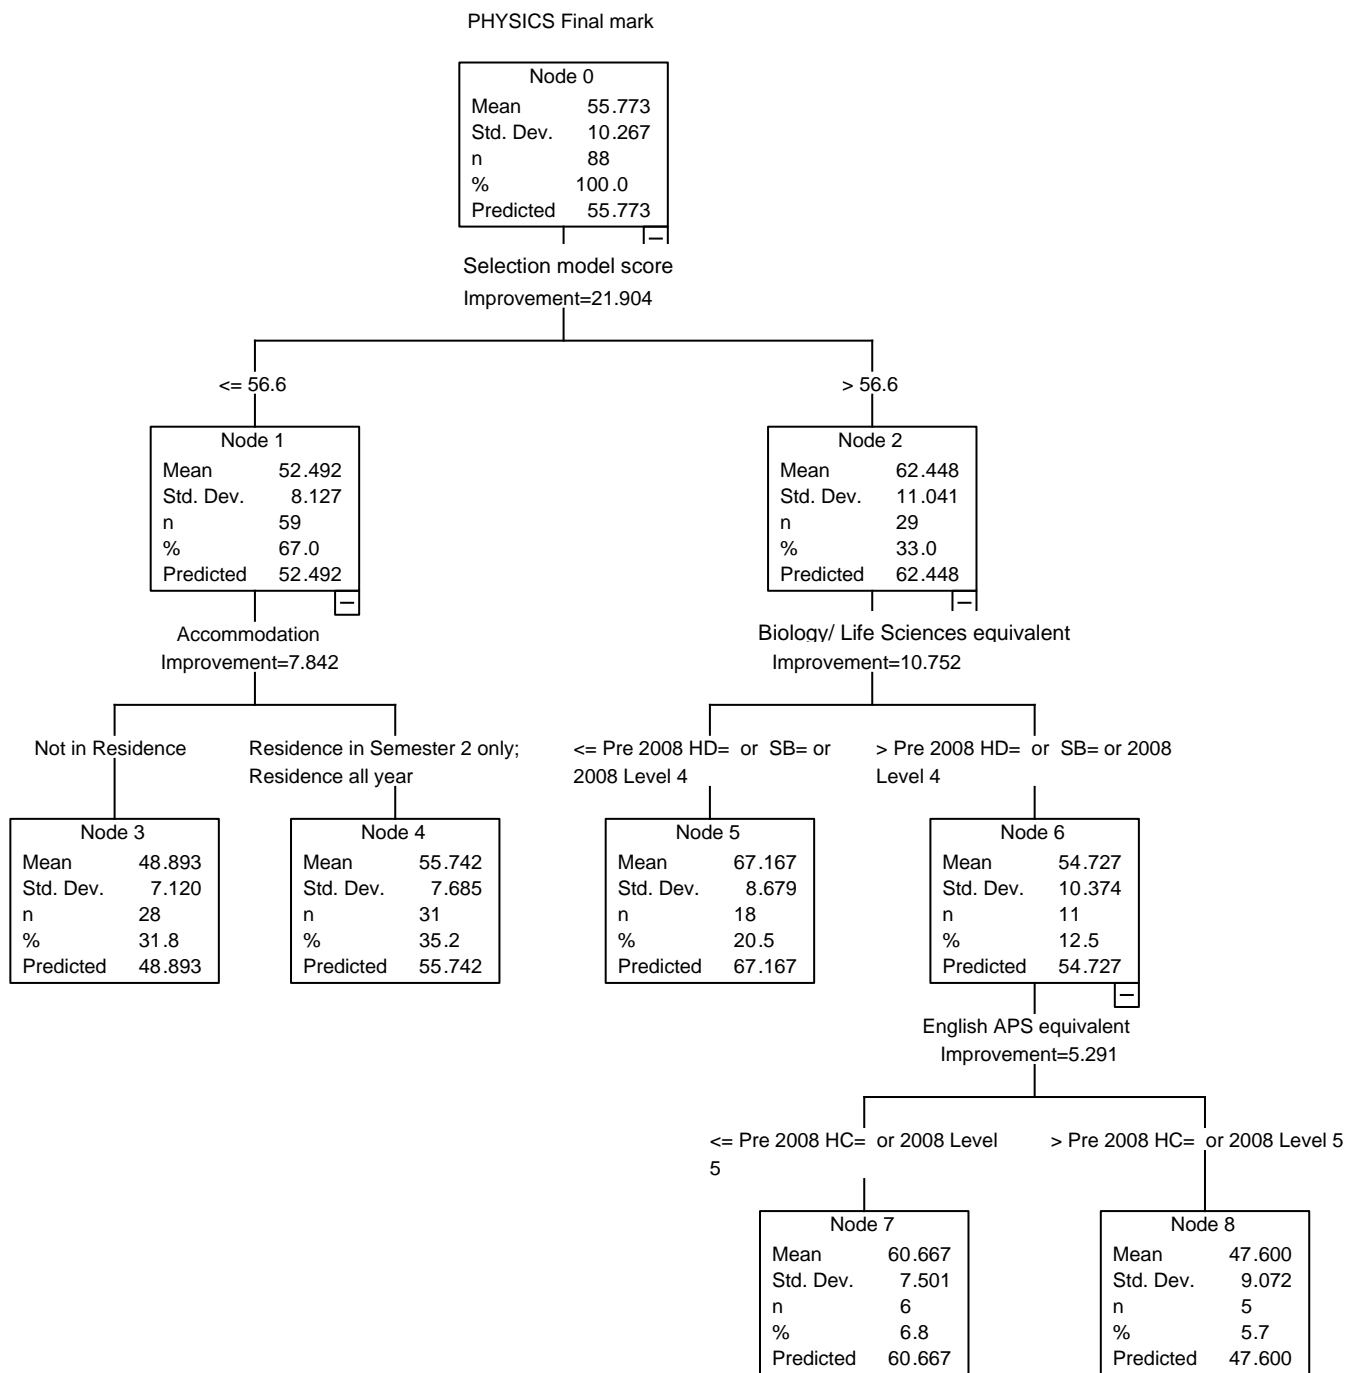 PHYSICS Final mark
Node 0
Mean 55.773
Std. Dev. 10.267
n 88
% 100.0
Predicted 55.773
Selection model score
Improvement=21.904
<= 56.6
> 56.6
Node 1
Mean 52.492
Std. Dev. 8.127
n 59
% 67.0
Predicted 52.492
Node 2
Mean 62.448
Std. Dev. 11.041
n 29
% 33.0
Predicted 62.448
Accommodation
Improvement=7.842
Biology/ Life Sciences equivalent
Improvement=10.752
Not in Residence
Residence in Semester 2 only;
Residence all year
<= Pre 2008 HD= or SB= or
2008 Level 4
> Pre 2008 HD= or SB= or 2008
Level 4
Node 3
Mean 48.893
Std. Dev. 7.120
n 28
% 31.8
Predicted 48.893
Node 4
Mean 55.742
Std. Dev. 7.685
n 31
% 35.2
Predicted 55.742
Node 5
Mean 67.167
Std. Dev. 8.679
n 18
% 20.5
Predicted 67.167
Node 6
Mean 54.727
Std. Dev. 10.374
n 11
% 12.5
Predicted 54.727
English APS equivalent
Improvement=5.291
<= Pre 2008 HC= or 2008 Level
5
> Pre 2008 HC= or 2008 Level 5
Node 7
Mean 60.667
Std. Dev. 7.501
n 6
% 6.8
Predicted 60.667
Node 8
Mean 47.600
Std. Dev. 9.072
n 5
% 5.7
Predicted 47.600